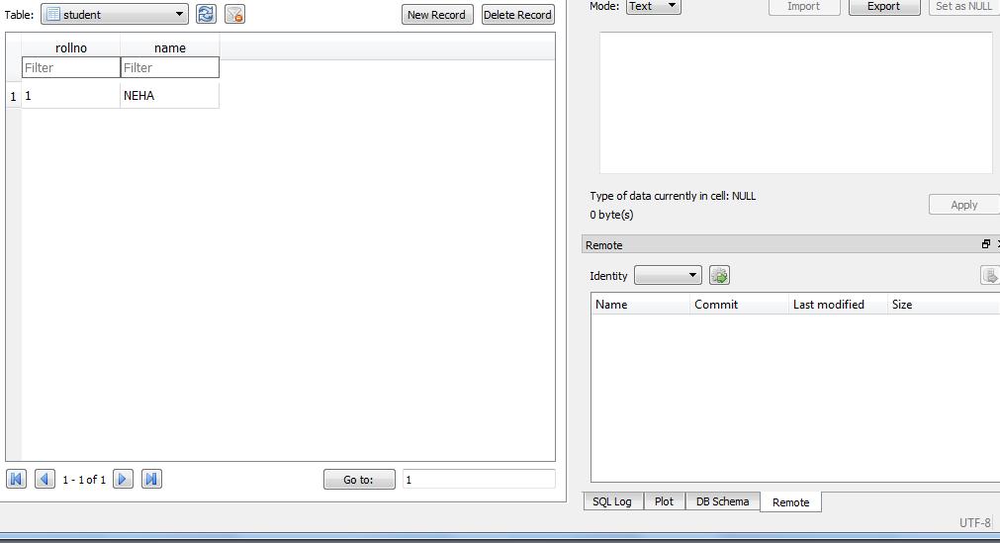 Table: student New Record Delete Record
rollno name
Filter Filter
1 1 NEHA
1 - 1 of 1 Go to: 1
Mode: Text Import Export Set as NULL
Type of data currently in cell: NULL
0 byte(s)
Apply
Remote
Identity
Name Commit Last modified Size
SQL Log Plot DB Schema Remote
UTF-8